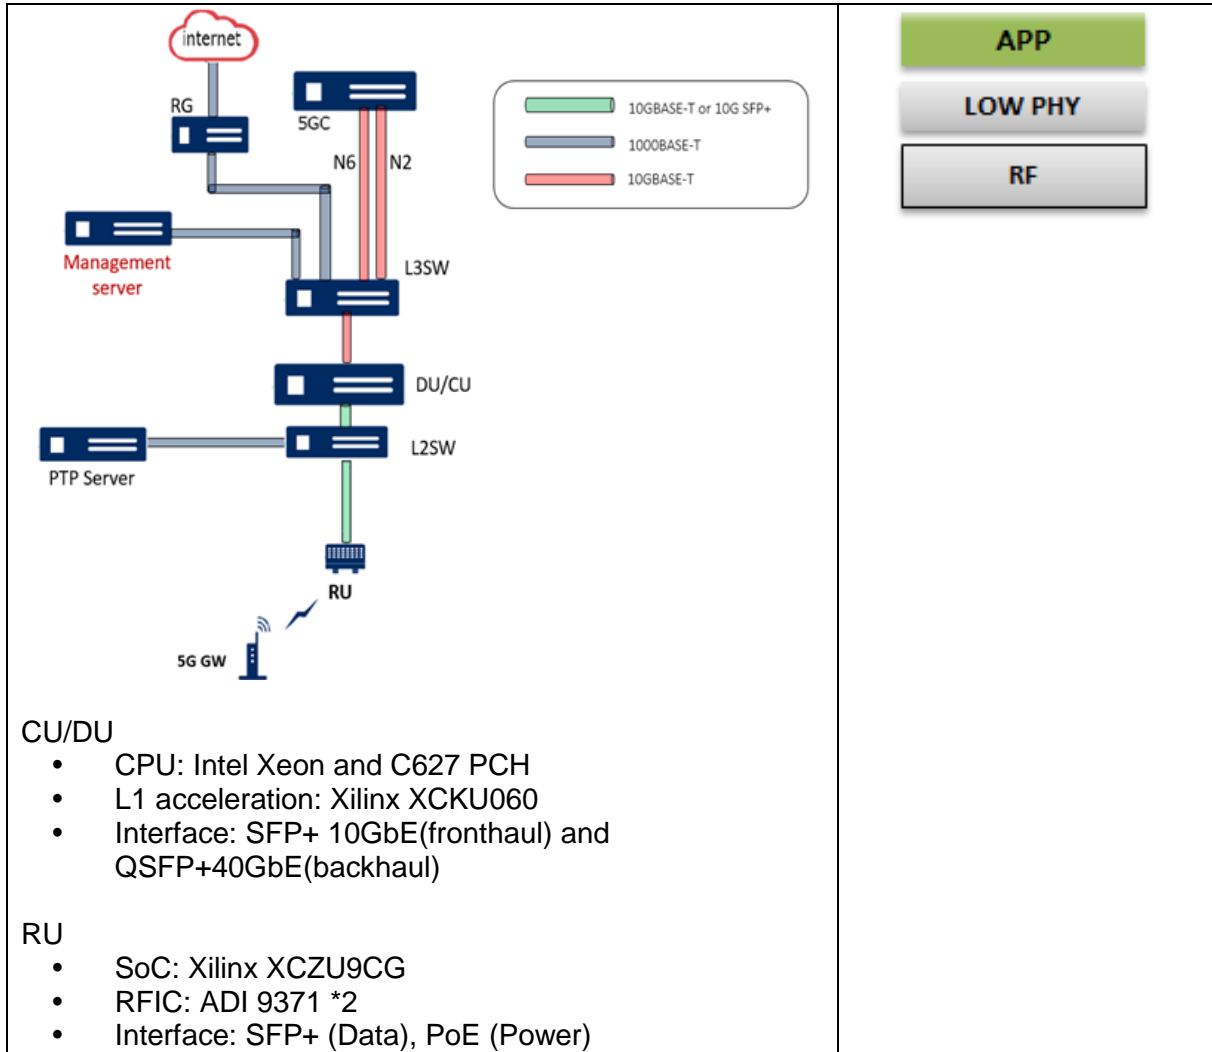 internet
RG
5GC
N6
N2
10GBASE-T or 10G SFP+
1000BASE-T
10GBASE-T
Management
server
L3SW
DU/CU
L2SW
PTP Server
RU
5G GW
CU/DU
• CPU: Intel Xeon and C627 PCH
• L1 acceleration: Xilinx XCKU060
• Interface: SFP+ 10GbE(fronthaul) and
QSFP+40GbE(backhaul)
RU
• SoC: Xilinx XCZU9CG
• RFIC: ADI 9371 *2
• Interface: SFP+ (Data), PoE (Power)
APP
LOW PHY
RF